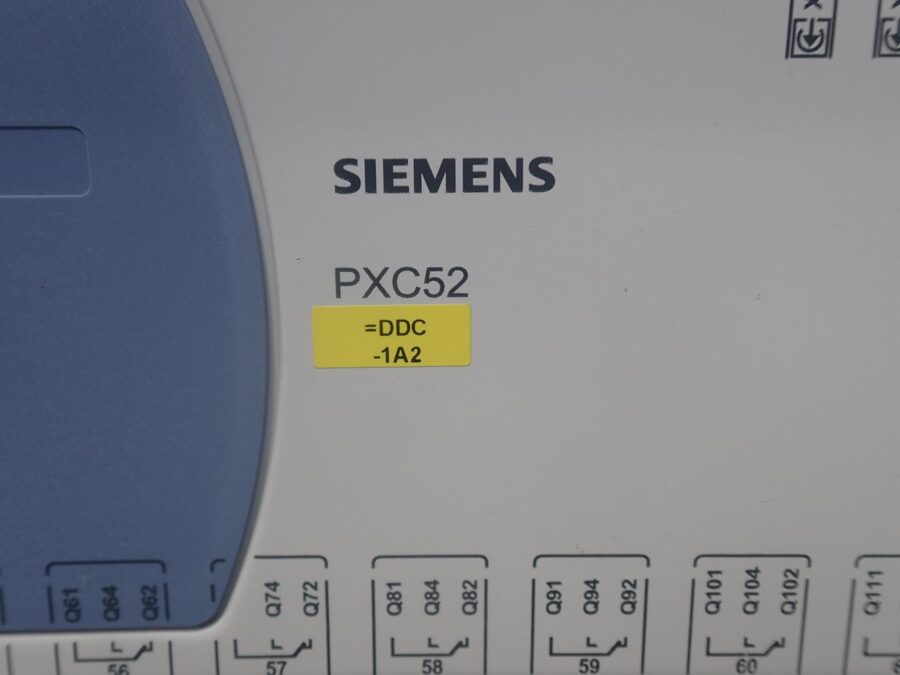 SIEMENS
PXC52
=DDC
-1A2
Q61 Q64 Q62
Q74 Q72
Q81 Q84 Q82
Q91 Q94 Q92
Q101 Q104 Q102
Q111
56 57 58 59 60